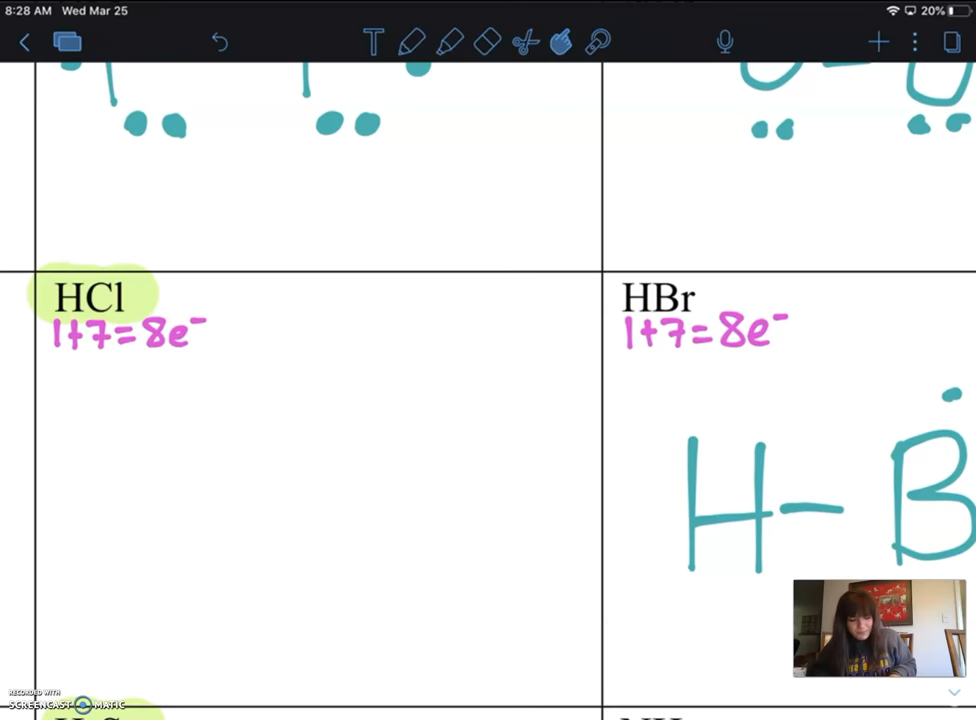 8:28 AM Wed Mar 25
20%
T
HCl
1+7=8e⁻
HBr
1+7=8e⁻
H – B
RECORDED WITH
SCREENCAST MATIC